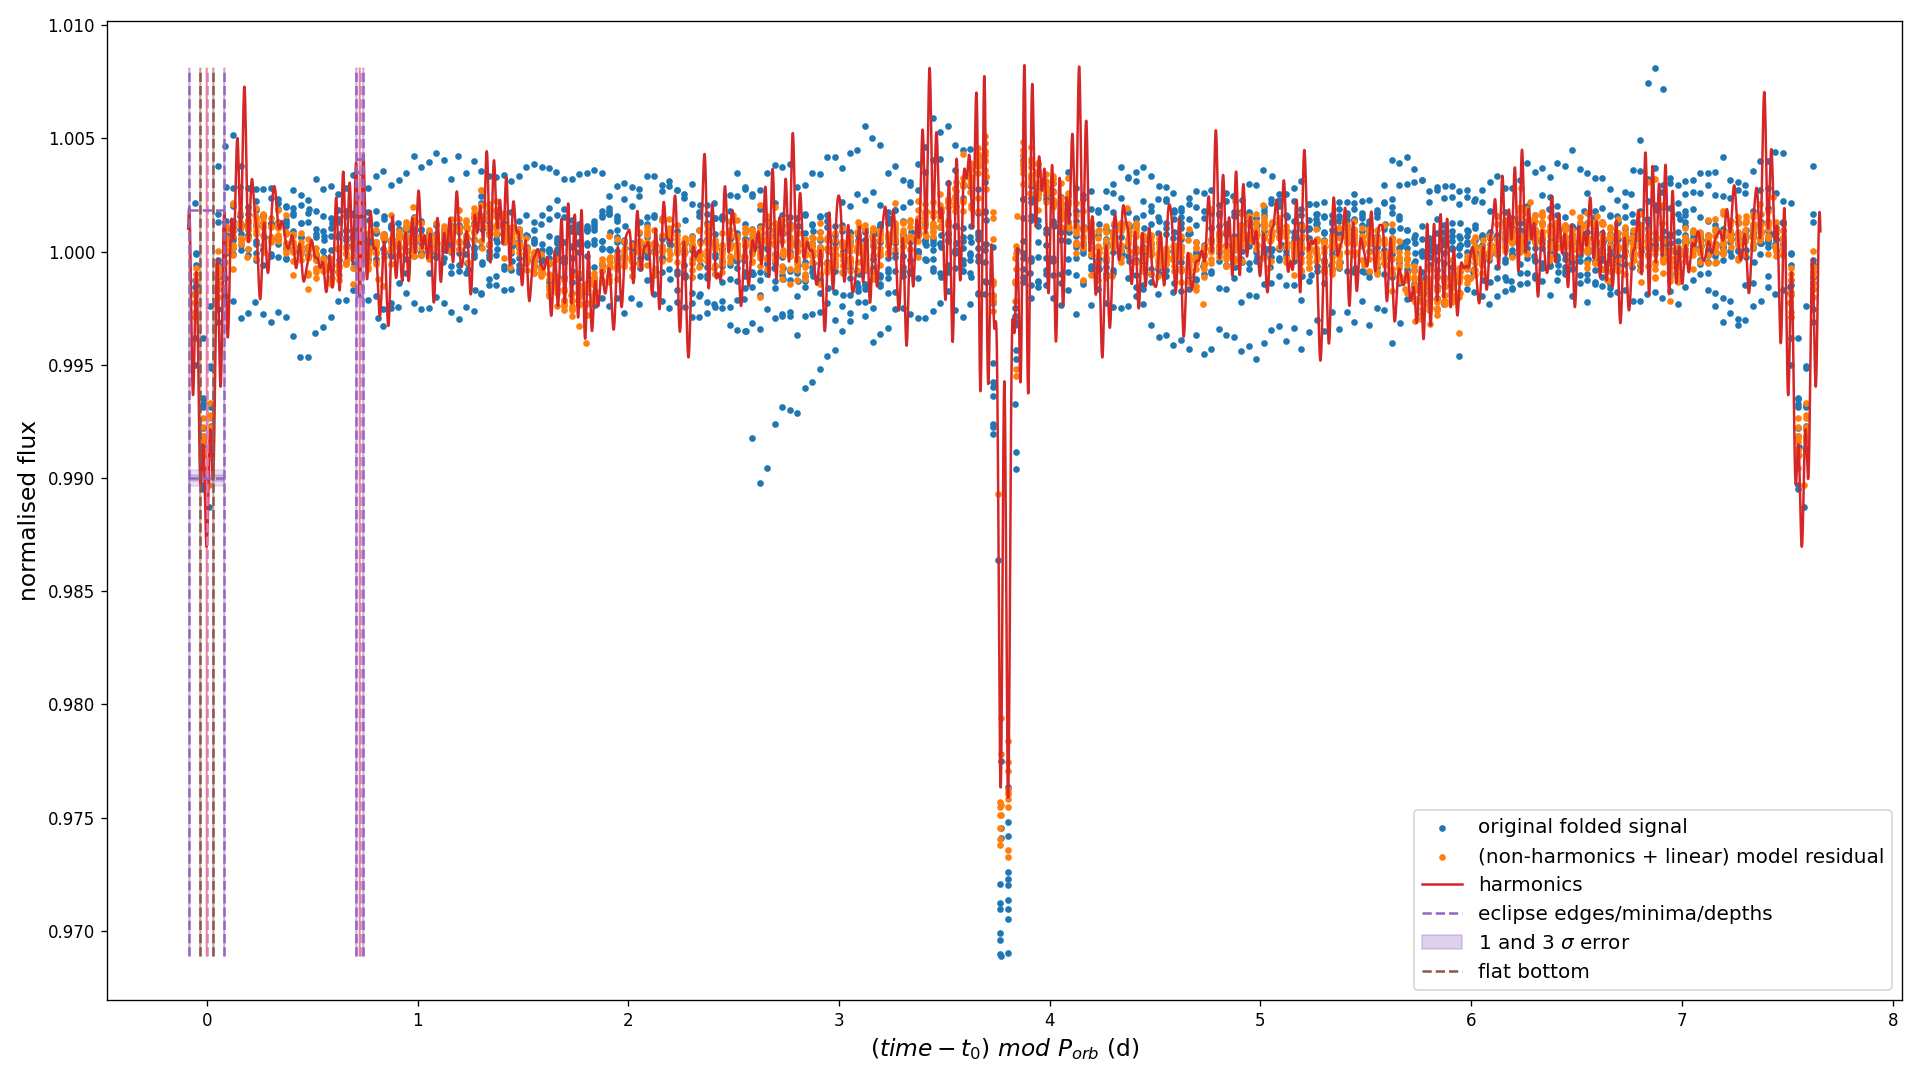 1.010
1.005
1.000
0.995
0.990
0.985
0.980
0.975
0.970
normalised flux
0 1 2 3 4 5 6 7 8
(time − t₀) mod Pₒᵣb (d)
original folded signal
(non-harmonics + linear) model residual
harmonics
eclipse edges/minima/depths
1 and 3 σ error
flat bottom